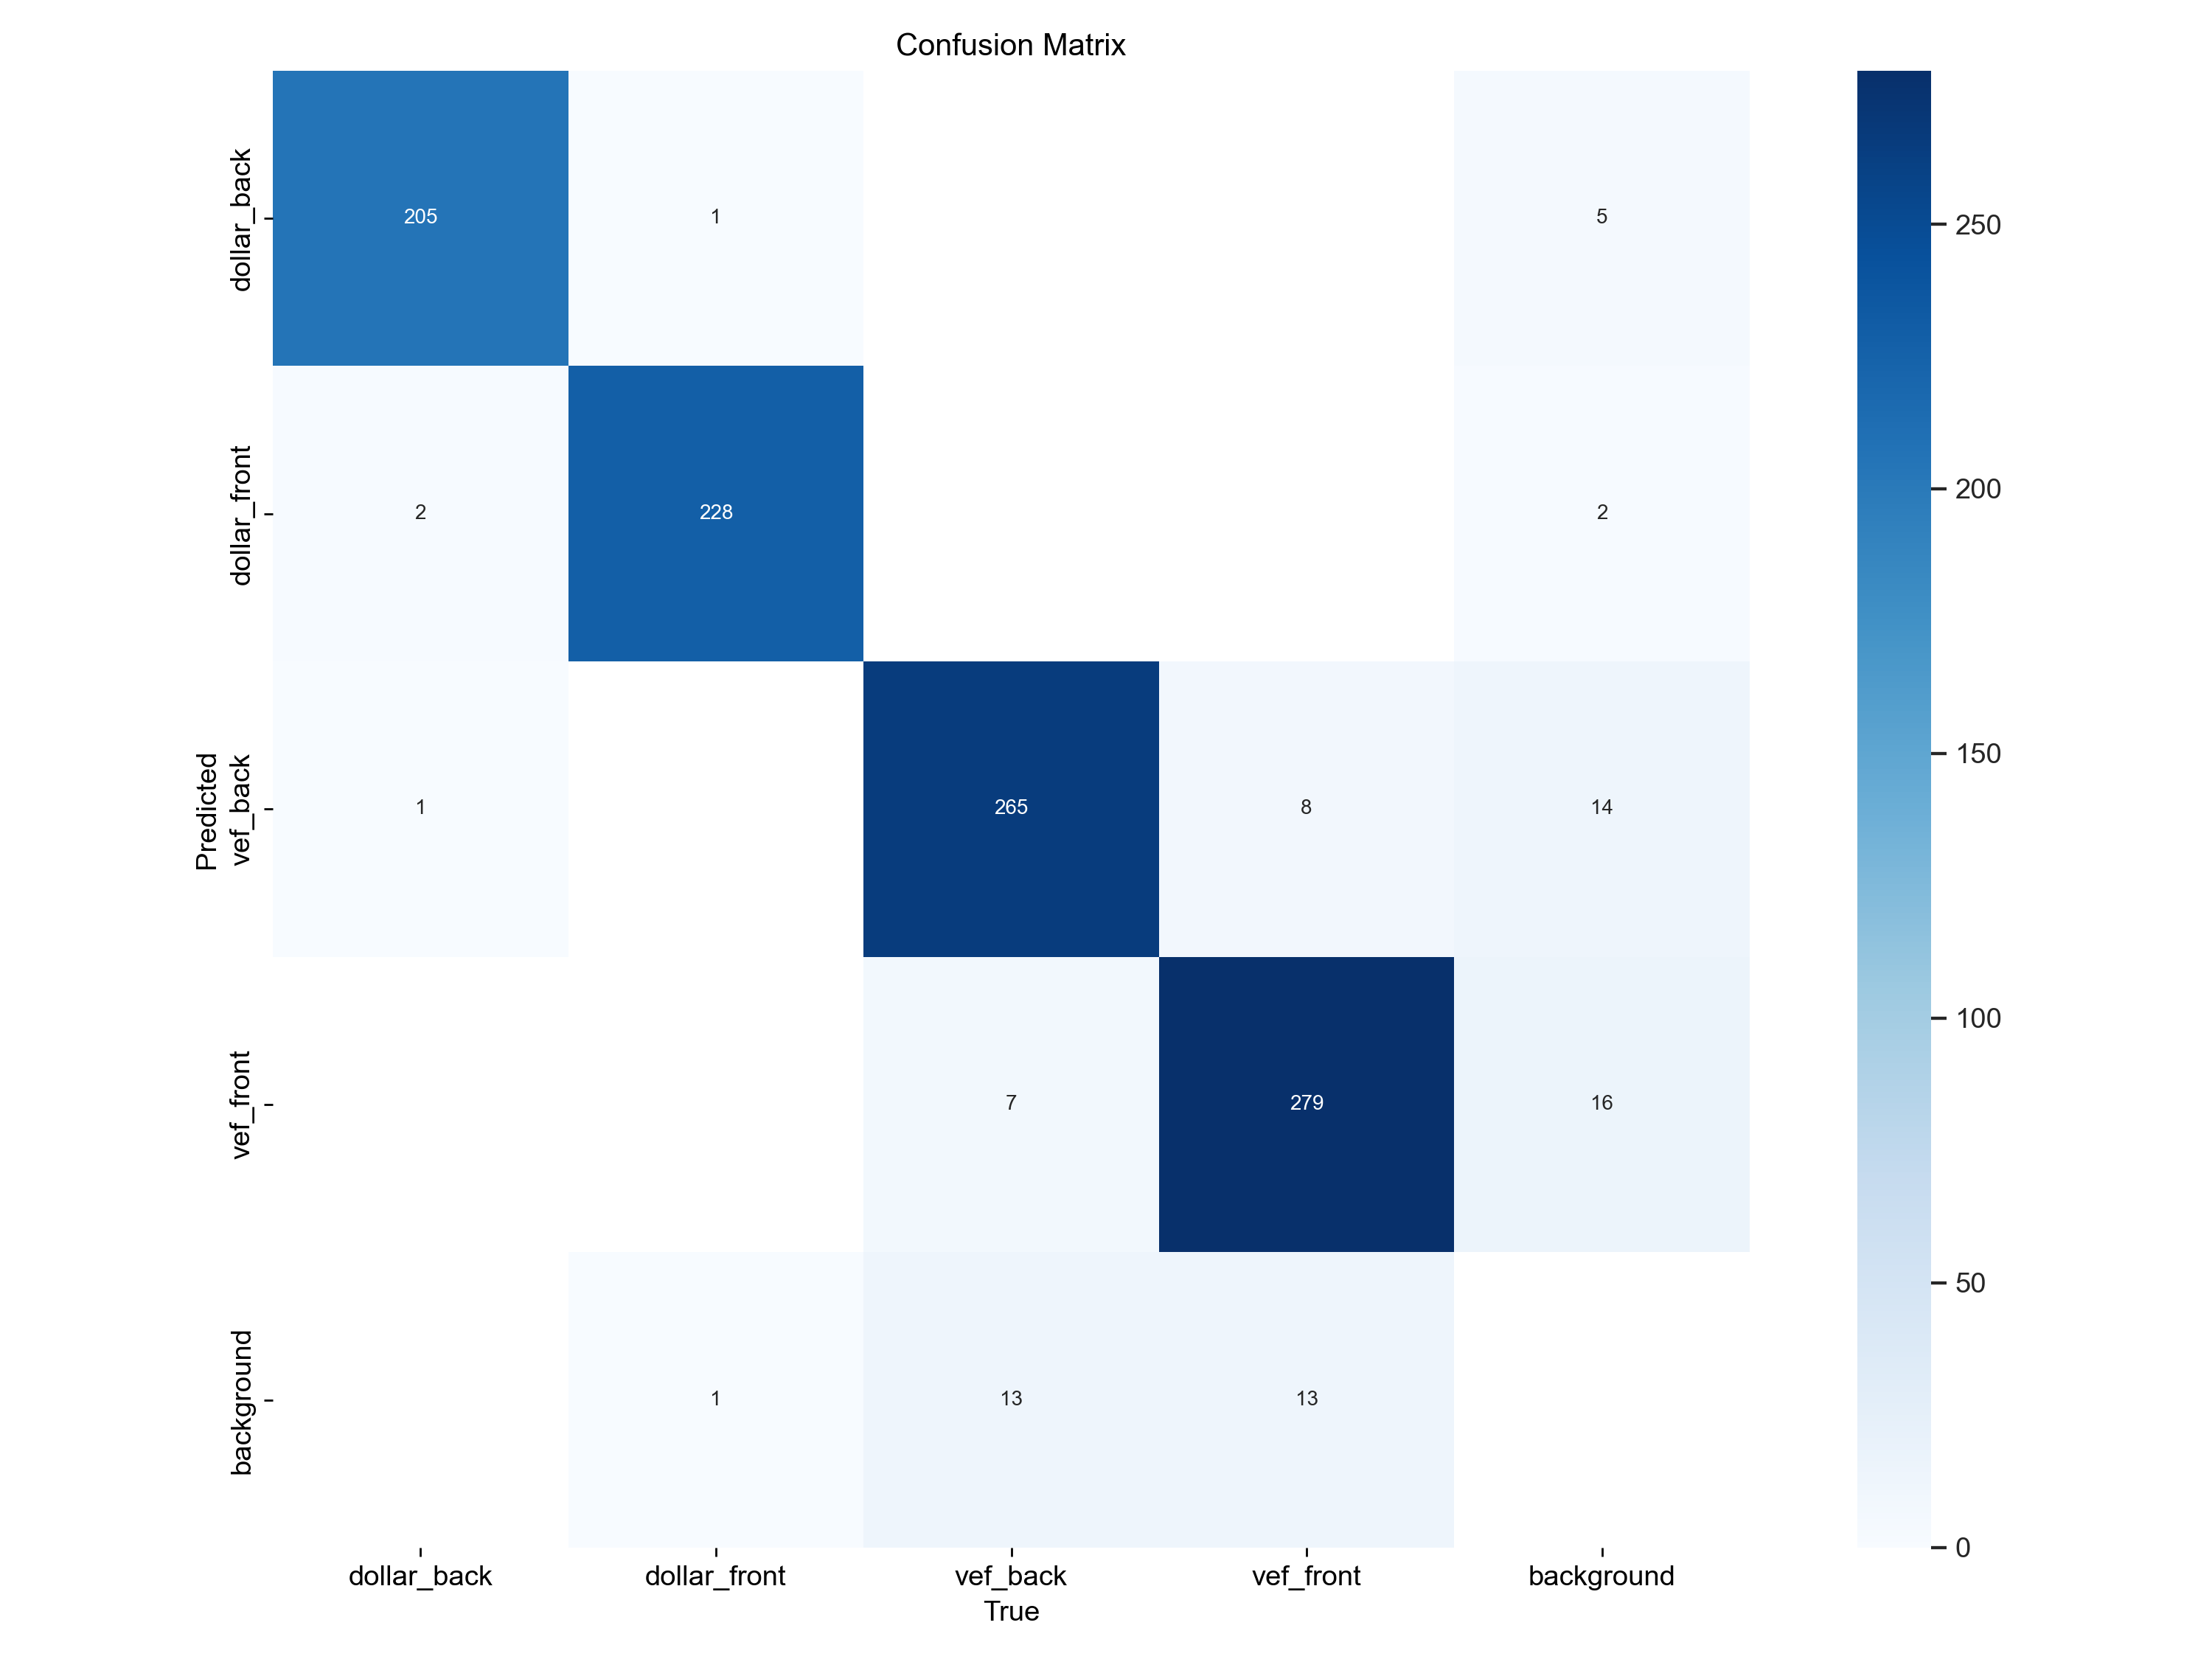 Confusion Matrix
Predicted
dollar_back
205 1 5
dollar_front
2 228 2
vef_back
1 265 8 14
vef_front
7 279 16
background
1 13 13
dollar_back dollar_front vef_back vef_front background
True
250
200
150
100
50
0